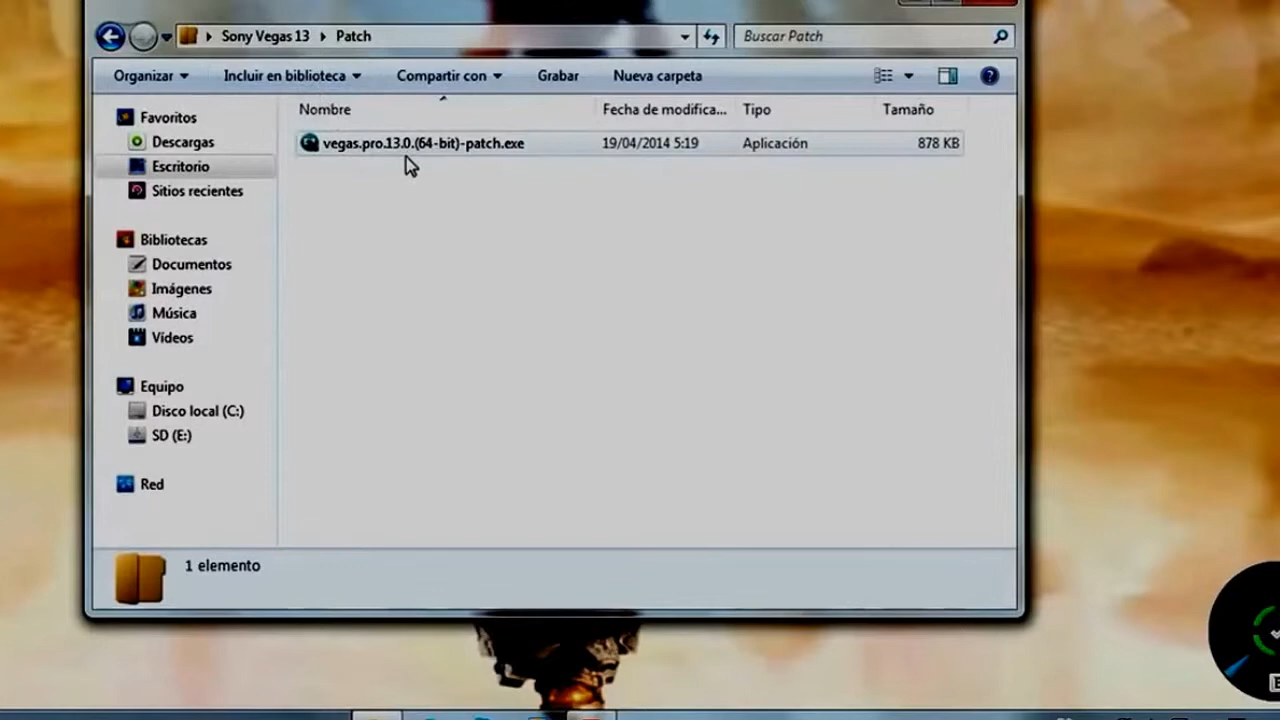 Sony Vegas 13 Patch
Buscar Patch
Organizar Incluir en biblioteca Compartir con Grabar Nueva carpeta
Nombre Fecha de modifica... Tipo Tamaño
vegas.pro.13.0.(64-bit)-patch.exe 19/04/2014 5:19 Aplicación 878 KB
Favoritos
Descargas
Escritorio
Sitios recientes
Bibliotecas
Documentos
Imágenes
Música
Vídeos
Equipo
Disco local (C:)
SD (E:)
Red
1 elemento